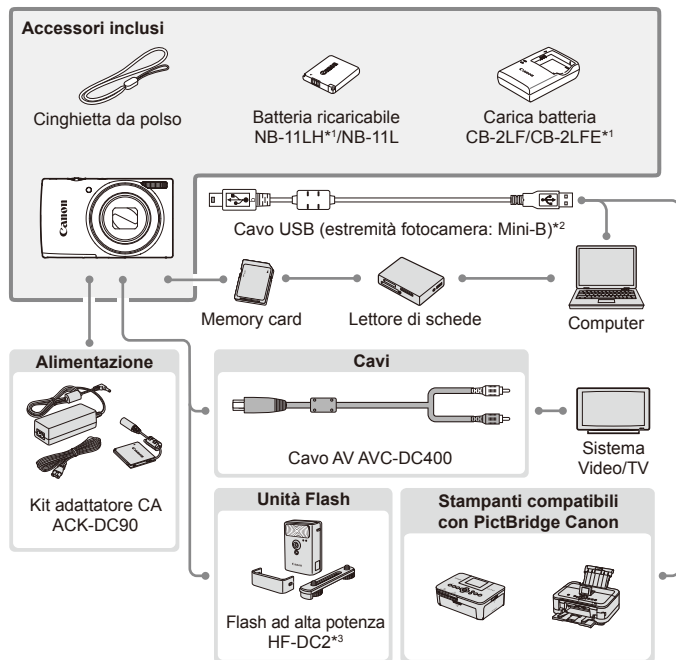 Accessori inclusi
Canon
Canon
Cinghietta da polso
Batteria ricaricabile
NB-11LH*1/NB-11L
Carica batteria
CB-2LF/CB-2LFE*1
Canon
Cavo USB (estremità fotocamera: Mini-B)*2
Memory card
Lettore di schede
Computer
Alimentazione
Kit adattatore CA
ACK-DC90
Cavi
Cavo AV AVC-DC400
Sistema
Video/TV
Unità Flash
Flash ad alta potenza
HF-DC2*3
Stampanti compatibili
con PictBridge Canon